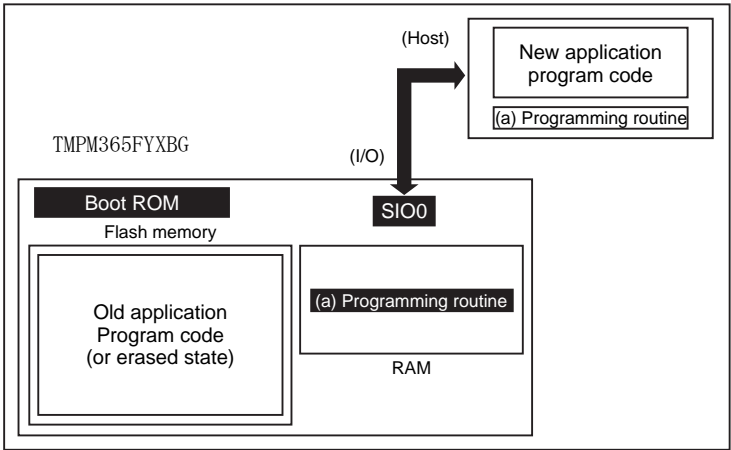 (Host)
New application
program code
(a) Programming routine
TMPM365FYXBG
(I/O)
Boot ROM
SIO0
Flash memory
(a) Programming routine
Old application
Program code
(or erased state)
RAM